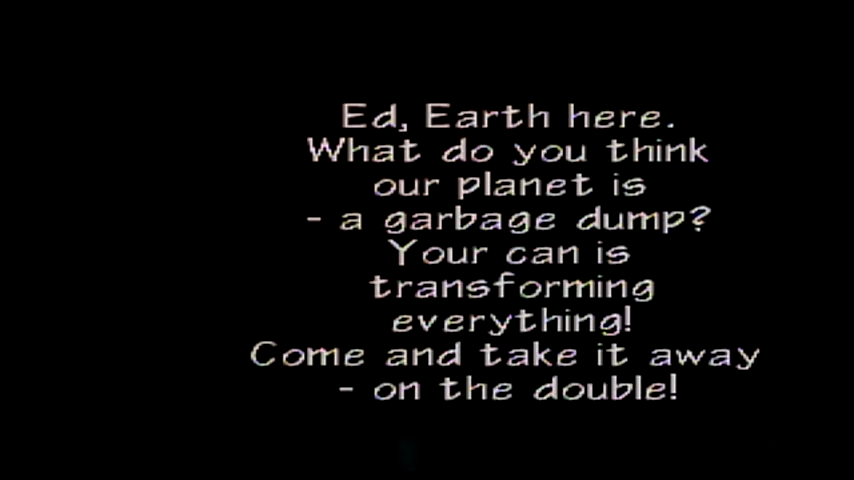 Ed, Earth here.
What do you think
our planet is
- a garbage dump?
Your can is
transforming
everything!
Come and take it away
- on the double!